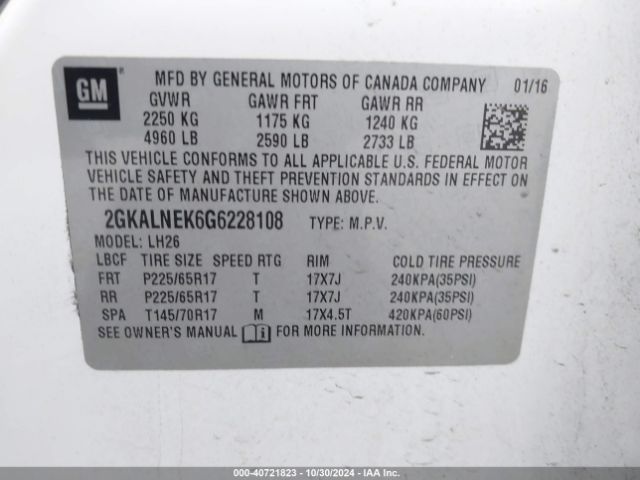 GM
MFD BY GENERAL MOTORS OF CANADA COMPANY 01/16
GVWR GAWR FRT GAWR RR
2250 KG 1175 KG 1240 KG
4960 LB 2590 LB 2733 LB
THIS VEHICLE CONFORMS TO ALL APPLICABLE U.S. FEDERAL MOTOR
VEHICLE SAFETY AND THEFT PREVENTION STANDARDS IN EFFECT ON
THE DATE OF MANUFACTURE SHOWN ABOVE.
2GKALNEK6G6228108 TYPE: M.P.V.
MODEL: LH26
LBCF TIRE SIZE SPEED RTG RIM COLD TIRE PRESSURE
FRT P225/65R17 T 17X7J 240KPA(35PSI)
RR P225/65R17 T 17X7J 240KPA(35PSI)
SPA T145/70R17 M 17X4.5T 420KPA(60PSI)
SEE OWNER'S MANUAL FOR MORE INFORMATION.
000-40721823 - 10/30/2024 - IAA Inc.